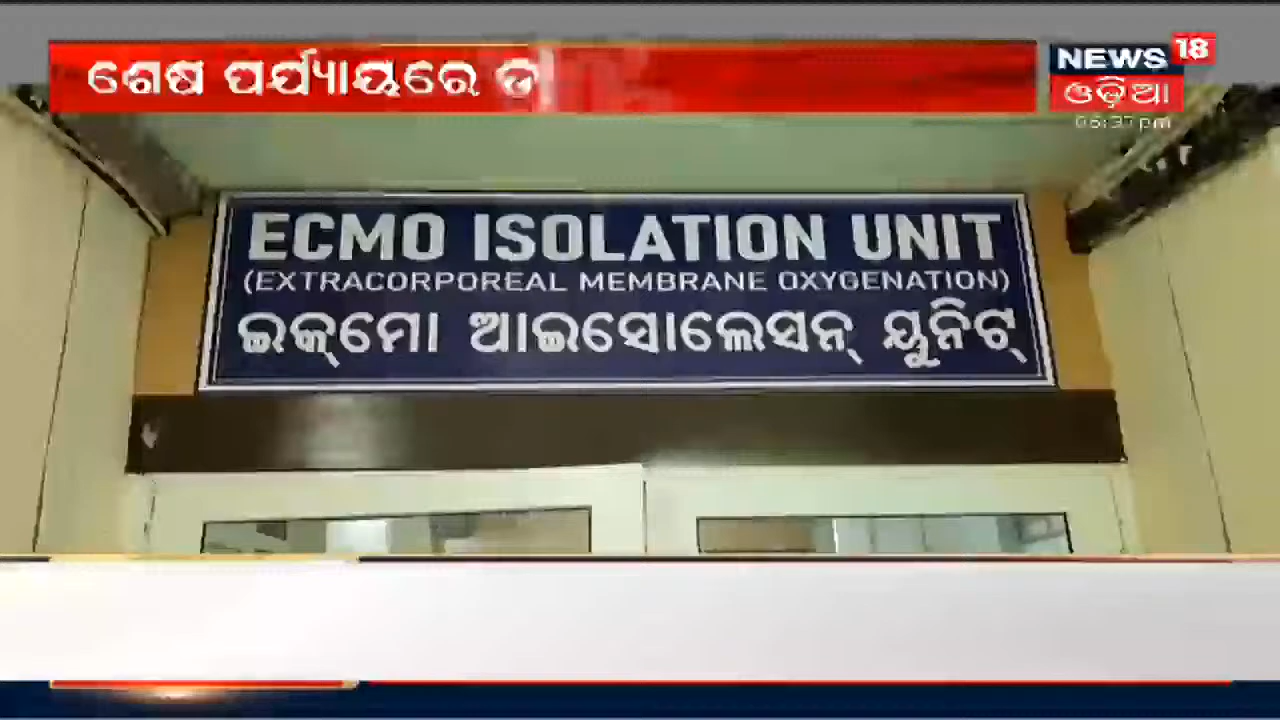 ଶେଷ ପର୍ଯ୍ୟାୟରେ
NEWS 18
ଓଡ଼ିଆ
ECMO ISOLATION UNIT
(EXTRACORPOREAL MEMBRANE OXYGENATION)
ଇକ୍‌ମୋ ଆଇସୋଲେସନ୍ ୟୁନିଟ୍